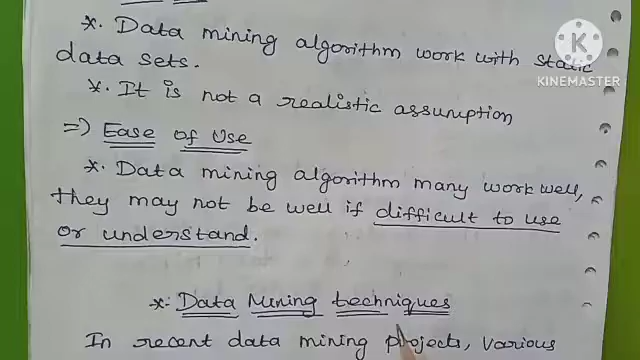 *. Data mining algorithm work with static
KINEMASTER
data sets.
*. It is not a realistic assumption
=) Ease of Use
*. Data mining algorithm many work well,
they may not be well if difficult to use
or understand.
*. Data Mining techniques
In recent data mining projects, various